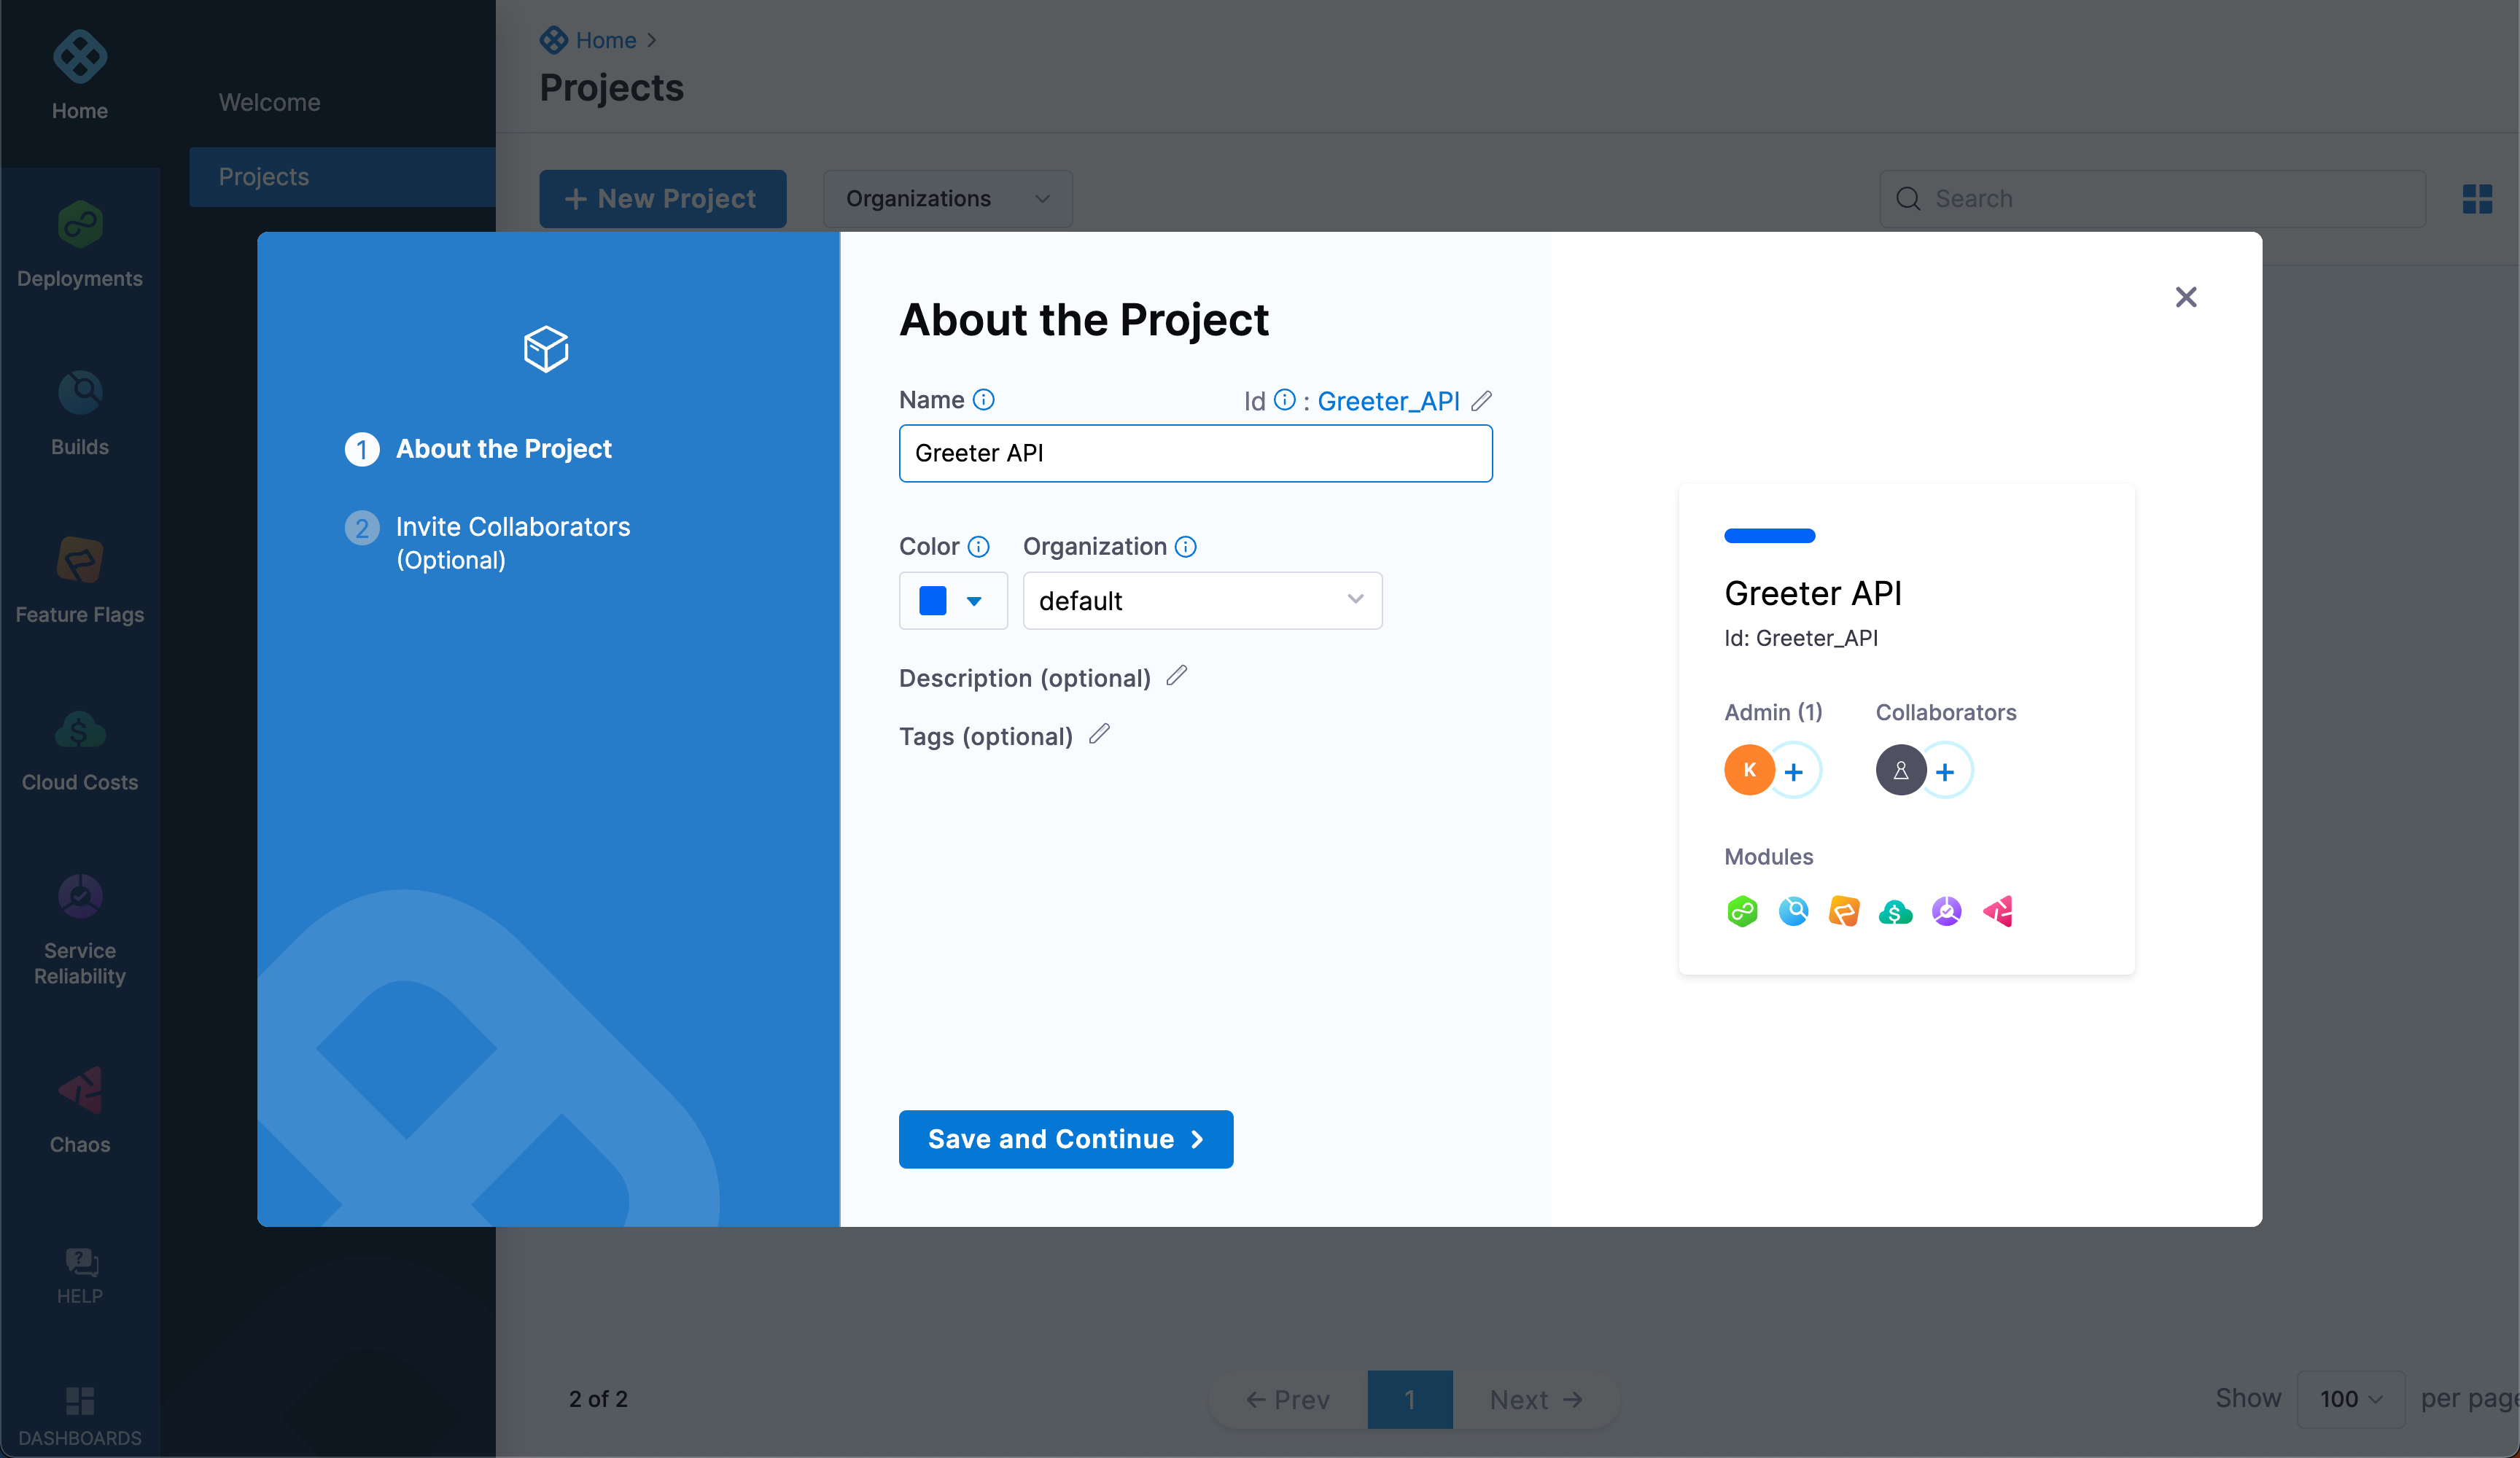 Home
Deployments
Builds
Feature Flags
Cloud Costs
Service
Reliability
Chaos
HELP
DASHBOARDS
Welcome
Projects
Home
Projects
New Project
Organizations
Search
1 About the Project
2 Invite Collaborators
(Optional)
About the Project
Name Id : Greeter_API
Greeter API
Color Organization
default
Description (optional)
Tags (optional)
Save and Continue
Greeter API
Id: Greeter_API
Admin (1) Collaborators
K + +
Modules
2 of 2
Prev 1 Next
Show 100 per page